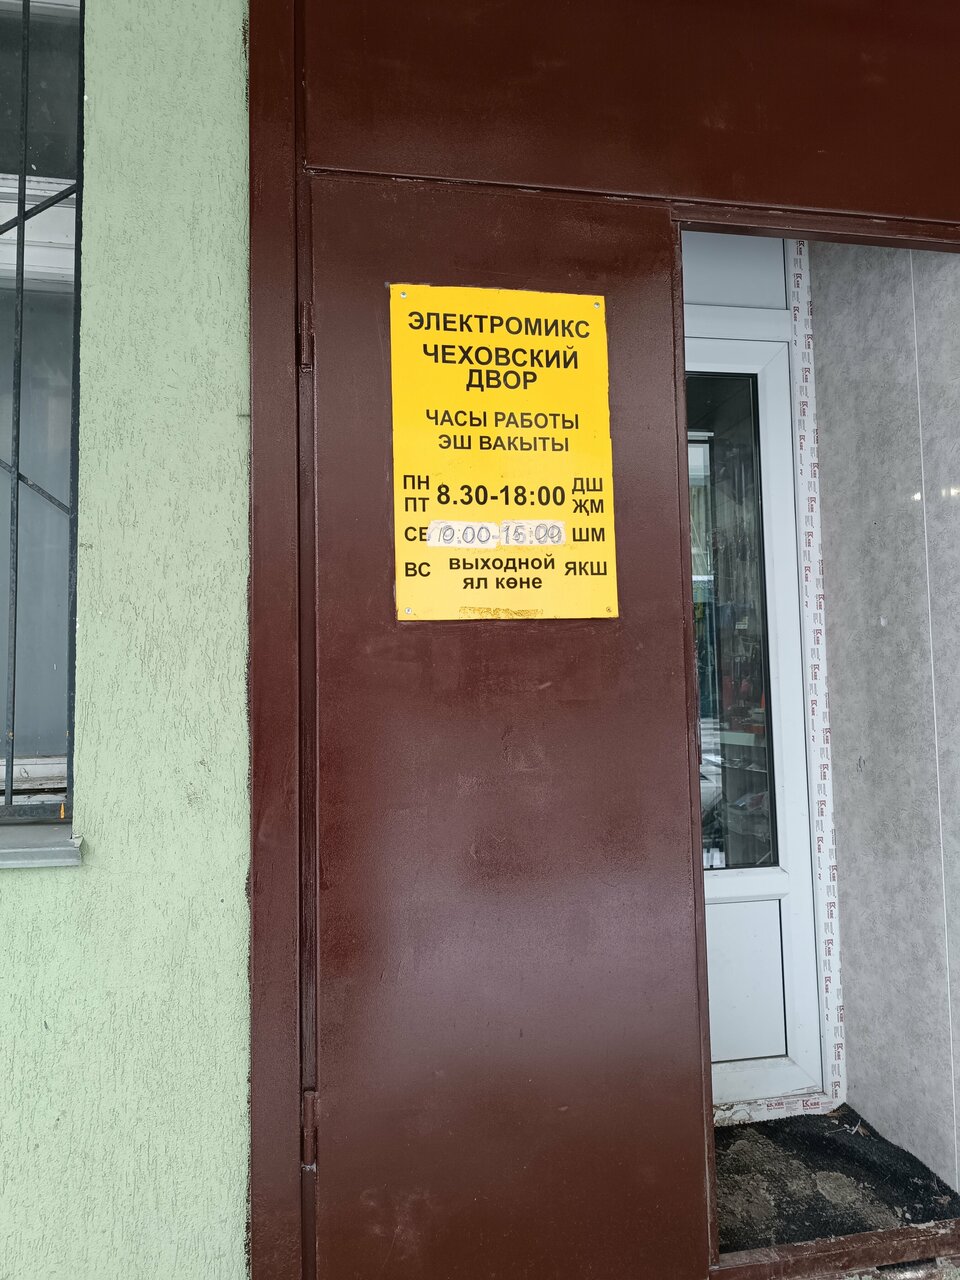 ЭЛЕКТРОМИКС
ЧЕХОВСКИЙ
ДВОР
ЧАСЫ РАБОТЫ
ЭШ ВАКЫТЫ
ПН ПТ 8.30-18:00 ДШ ҖМ
СБ 10:00-15:00 ШМ
ВС ВЫХОДНОЙ ЯЛ КӨНЕ ЯКШ